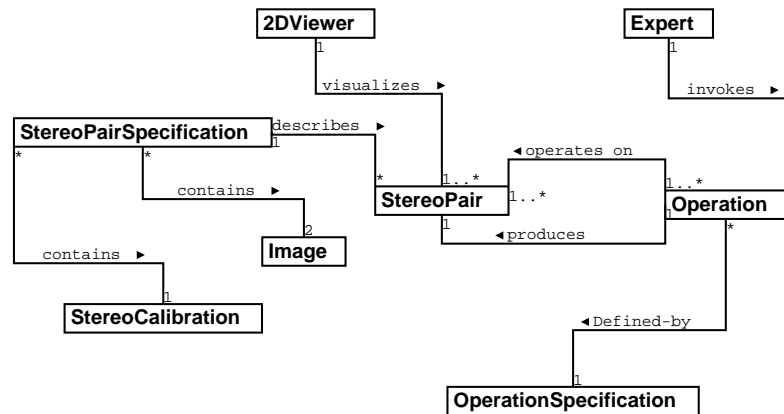 2DViewer
Expert
1
1
visualizes ►
invokes ►
StereoPairSpecification
describes ►
1
* *
◄ operates on
contains ►
* 1..*
1..*
1..*
StereoPair
Operation
1
1
*
2
◄ produces
Image
contains ►
1
StereoCalibration
◄ Defined-by
1
OperationSpecification